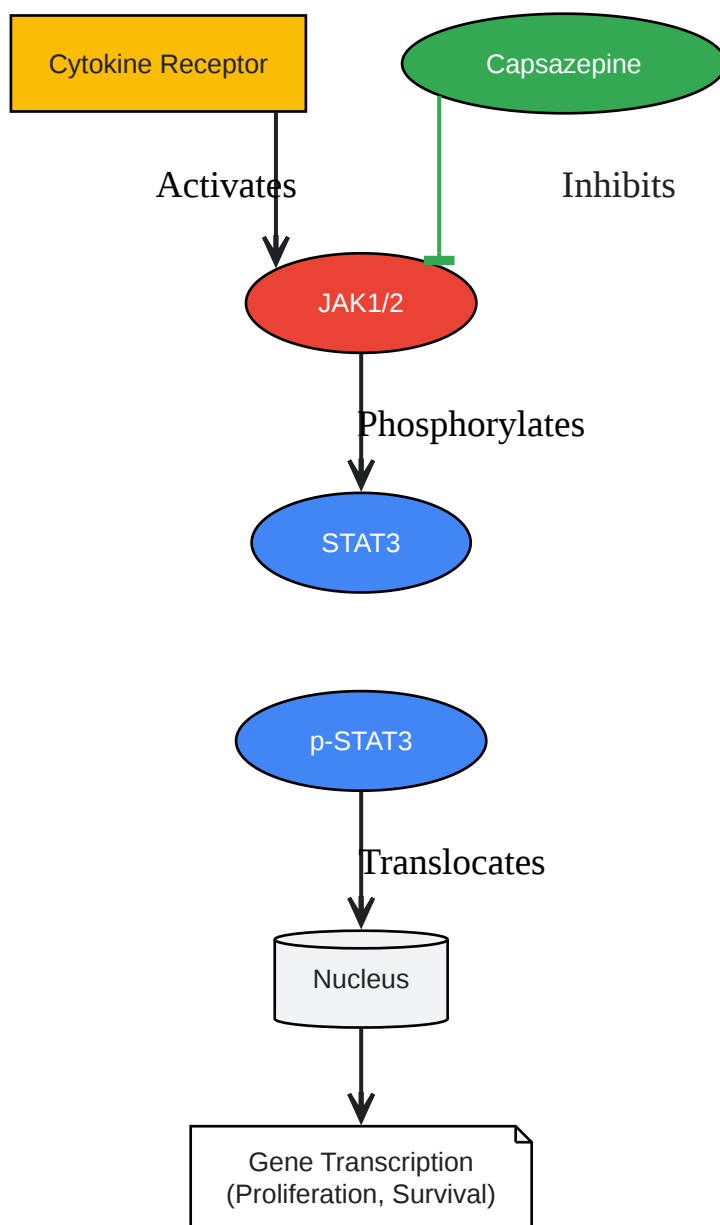 Cytokine Receptor
Capsazepine
Activates
Inhibits
JAK1/2
Phosphorylates
STAT3
p-STAT3
Translocates
Nucleus
Gene Transcription
(Proliferation, Survival)